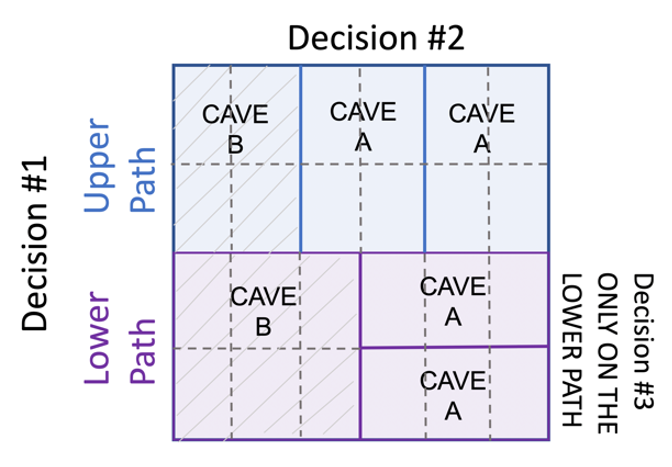 Decision #2
Decision #1
Upper
Path
CAVE
B
CAVE
A
CAVE
A
Lower
Path
CAVE
B
CAVE
A
CAVE
A
Decision #3
ONLY ON THE
LOWER PATH